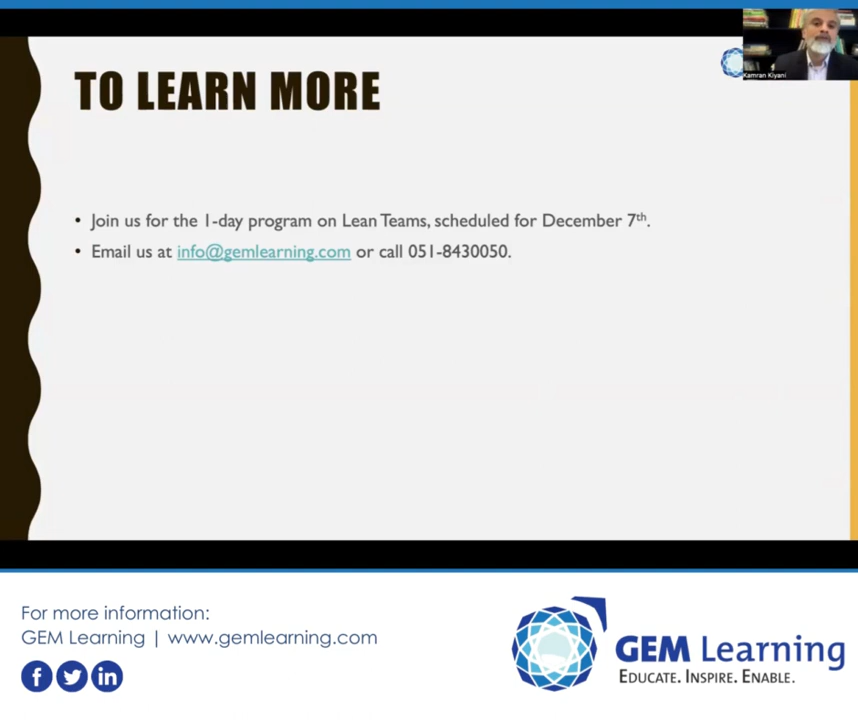 Kamran Kiyani
TO LEARN MORE
• Join us for the 1-day program on Lean Teams, scheduled for December 7th.
• Email us at info@gemlearning.com or call 051-8430050.
For more information:
GEM Learning | www.gemlearning.com
GEM Learning
EDUCATE. INSPIRE. ENABLE.